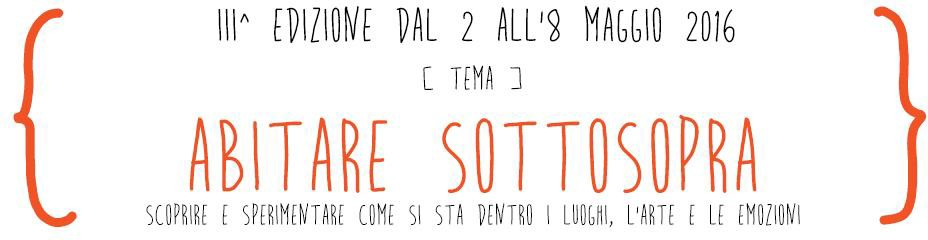 III^ EDIZIONE DAL 2 ALL'8 MAGGIO 2016
[ TEMA ]
ABITARE SOTTOSOPRA
SCOPRIRE E SPERIMENTARE COME SI STA DENTRO I LUOGHI, L'ARTE E LE EMOZIONI